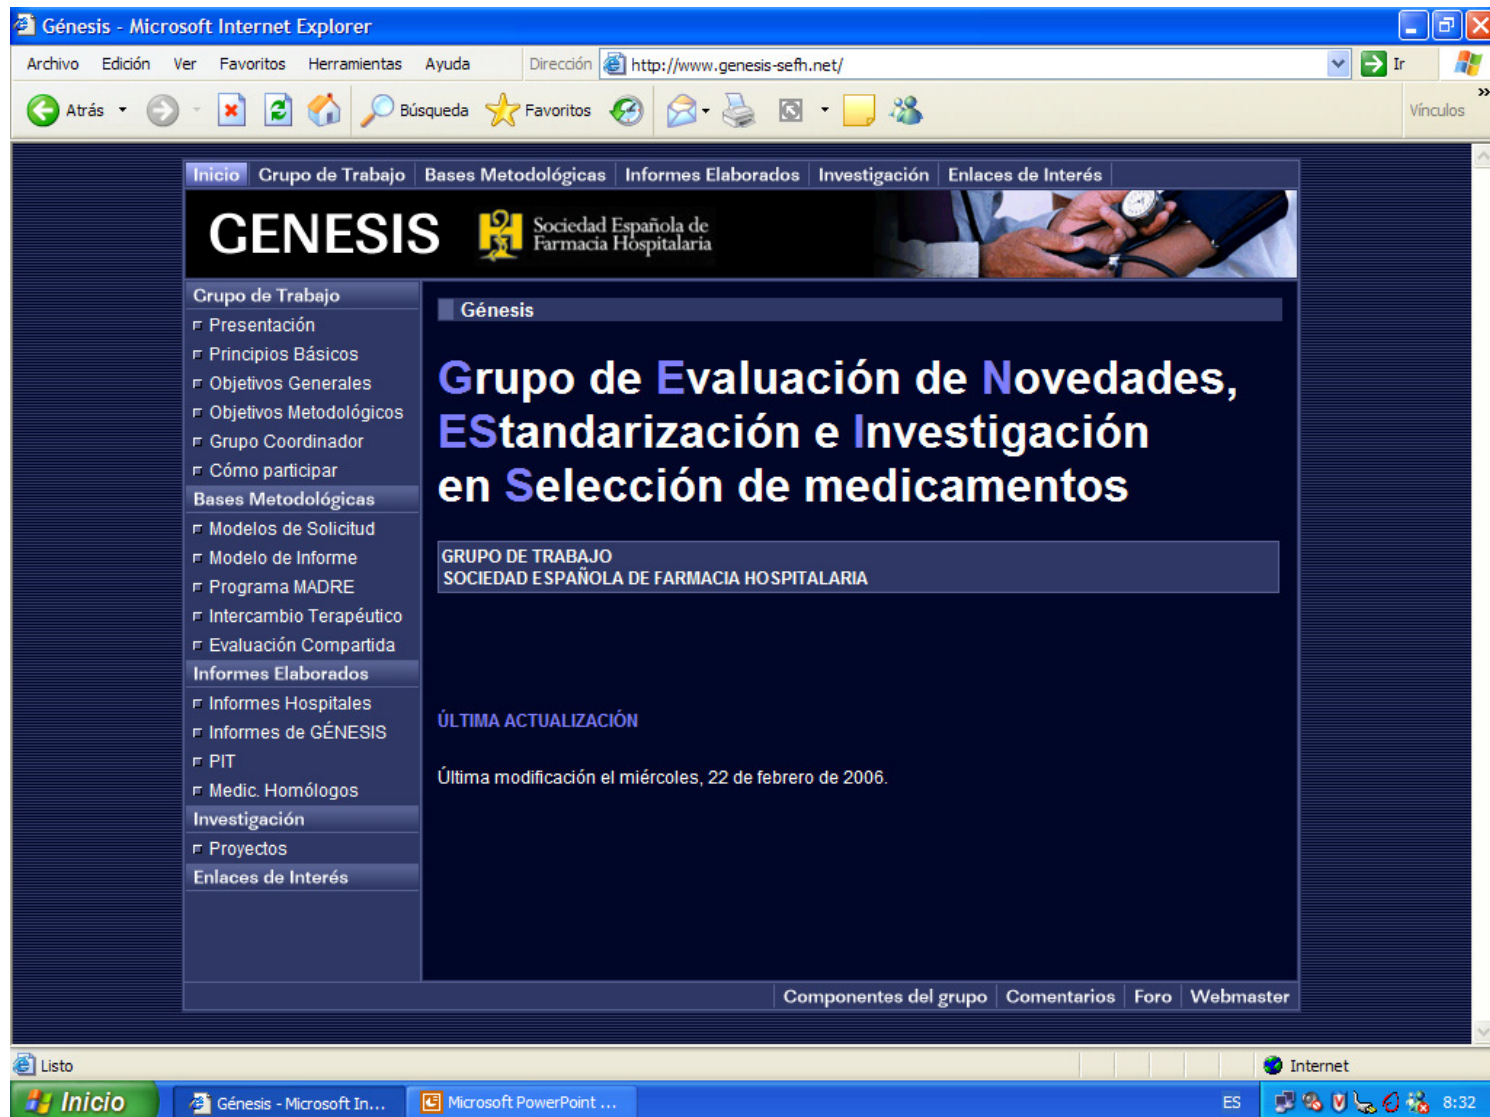 Génesis - Microsoft Internet Explorer
Archivo Edición Ver Favoritos Herramientas Ayuda Dirección http://www.genesis-sefh.net/ Ir
Atrás Búsqueda Favoritos Vínculos
Inicio Grupo de Trabajo Bases Metodológicas Informes Elaborados Investigación Enlaces de Interés
GENESIS
Sociedad Española de
Farmacia Hospitalaria
Grupo de Trabajo
Presentación
Principios Básicos
Objetivos Generales
Objetivos Metodológicos
Grupo Coordinador
Cómo participar
Bases Metodológicas
Modelos de Solicitud
Modelo de Informe
Programa MADRE
Intercambio Terapéutico
Evaluación Compartida
Informes Elaborados
Informes Hospitales
Informes de GÉNESIS
PIT
Medic. Homólogos
Investigación
Proyectos
Enlaces de Interés
Génesis
Grupo de Evaluación de Novedades,
EStandarización e Investigación
en Selección de medicamentos
GRUPO DE TRABAJO
SOCIEDAD ESPAÑOLA DE FARMACIA HOSPITALARIA
ÚLTIMA ACTUALIZACIÓN
Última modificación el miércoles, 22 de febrero de 2006.
Componentes del grupo Comentarios Foro Webmaster
Listo Internet
Inicio Génesis - Microsoft In... Microsoft PowerPoint ... ES 8:32